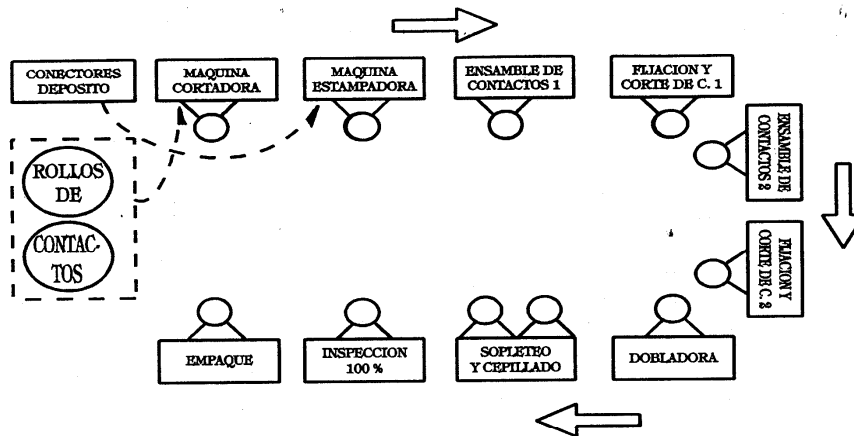 CONECTORES
DEPOSITO
MAQUINA
CORTADORA
MAQUINA
ESTAMPADORA
ENSAMBLE DE
CONTACTOS 1
FIJACION Y
CORTE DE C. 1
ENSAMBLE DE
CONTACTOS 2
FIJACION Y
CORTE DE C. 2
ROLLOS
DE
CONTAC-
TOS
EMPAQUE
INSPECCION
100 %
SOPLETEO
Y CEPILLADO
DOBLADORA